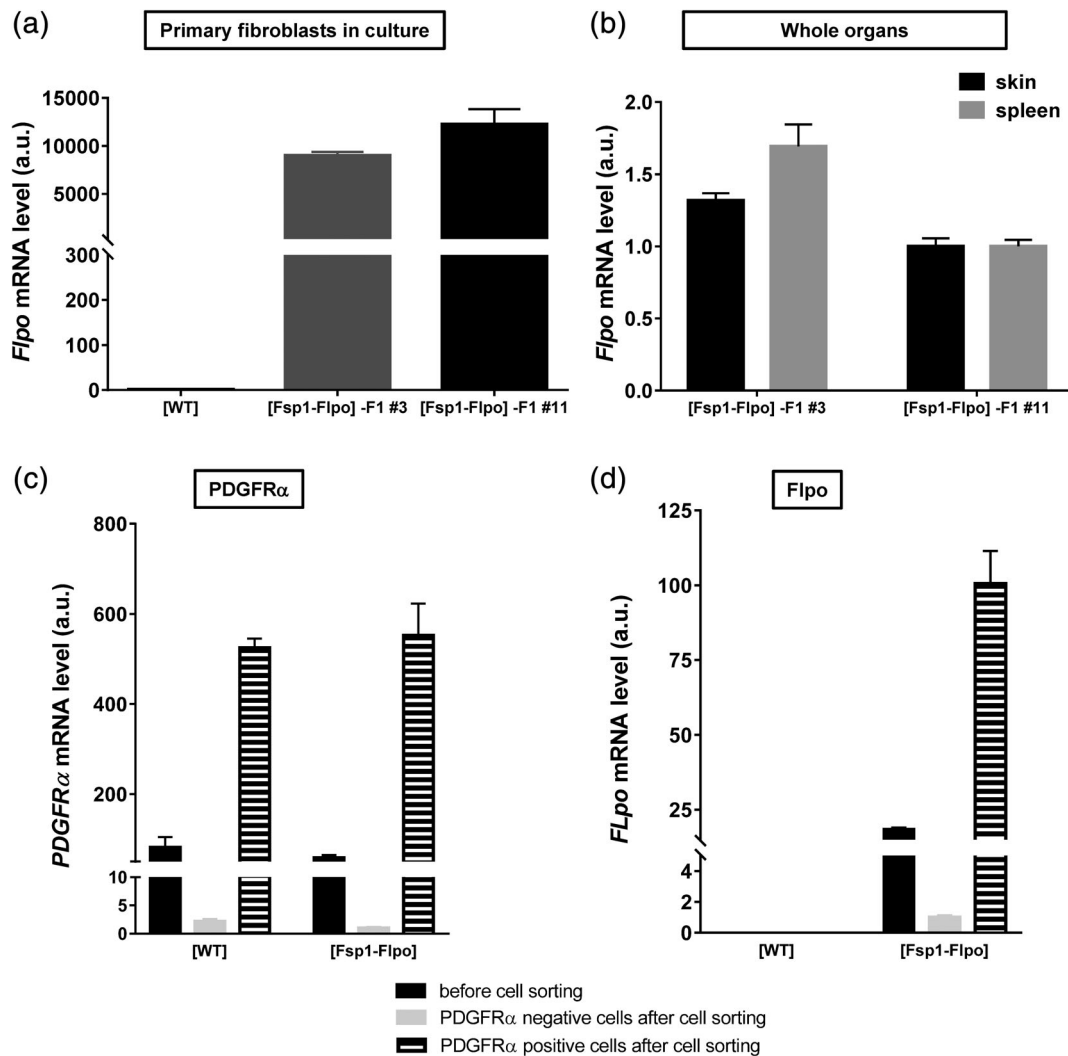 (a)
Primary fibroblasts in culture
Flpo mRNA level (a.u.)
15000
10000
5000
300
200
100
0
[WT]
[Fsp1-Flpo] -F1 #3
[Fsp1-Flpo] -F1 #11
(b)
Whole organs
skin
spleen
Flpo mRNA level (a.u.)
2.0
1.5
1.0
0.5
0.0
[Fsp1-Flpo] -F1 #3
[Fsp1-Flpo] -F1 #11
(c)
PDGFRα
PDGFRα mRNA level (a.u.)
800
600
400
200
10
5
0
[WT]
[Fsp1-Flpo]
(d)
Flpo
FLpo mRNA level (a.u.)
125
100
75
50
25
4
2
0
[WT]
[Fsp1-Flpo]
before cell sorting
PDGFRα negative cells after cell sorting
PDGFRα positive cells after cell sorting